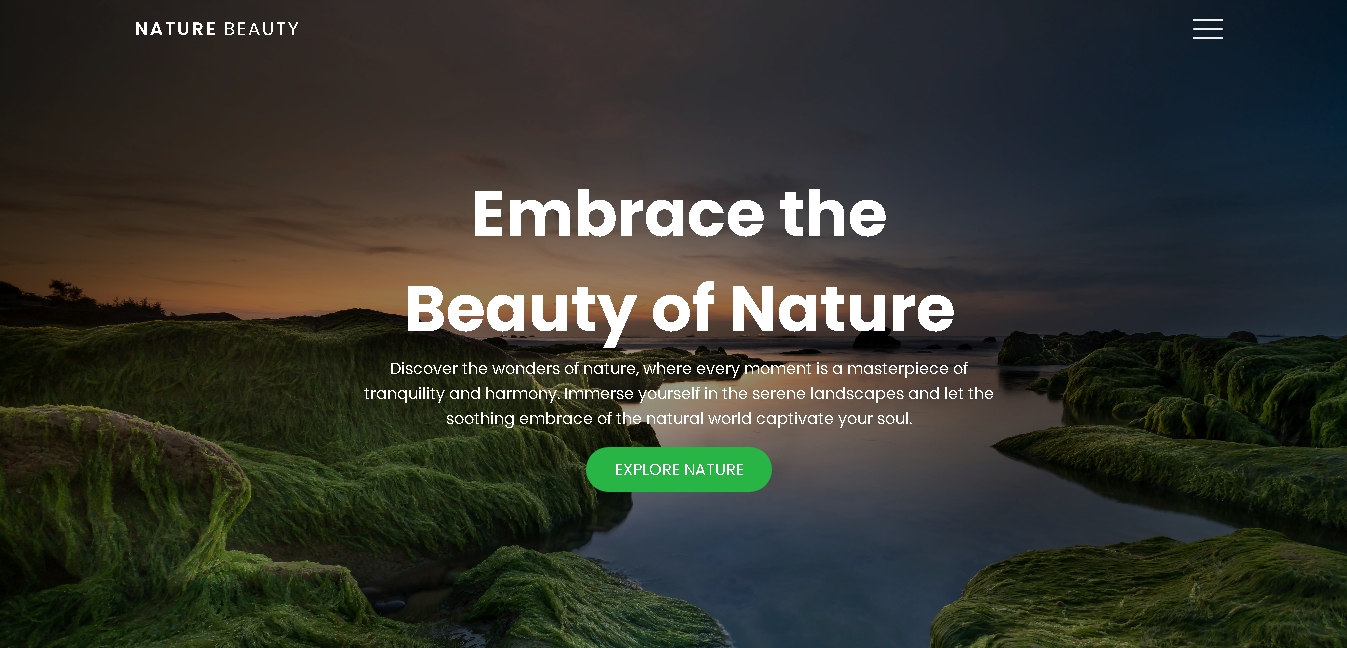 NATURE BEAUTY
Embrace the
Beauty of Nature
Discover the wonders of nature, where every moment is a masterpiece of
tranquility and harmony. Immerse yourself in the serene landscapes and let the
soothing embrace of the natural world captivate your soul.
EXPLORE NATURE